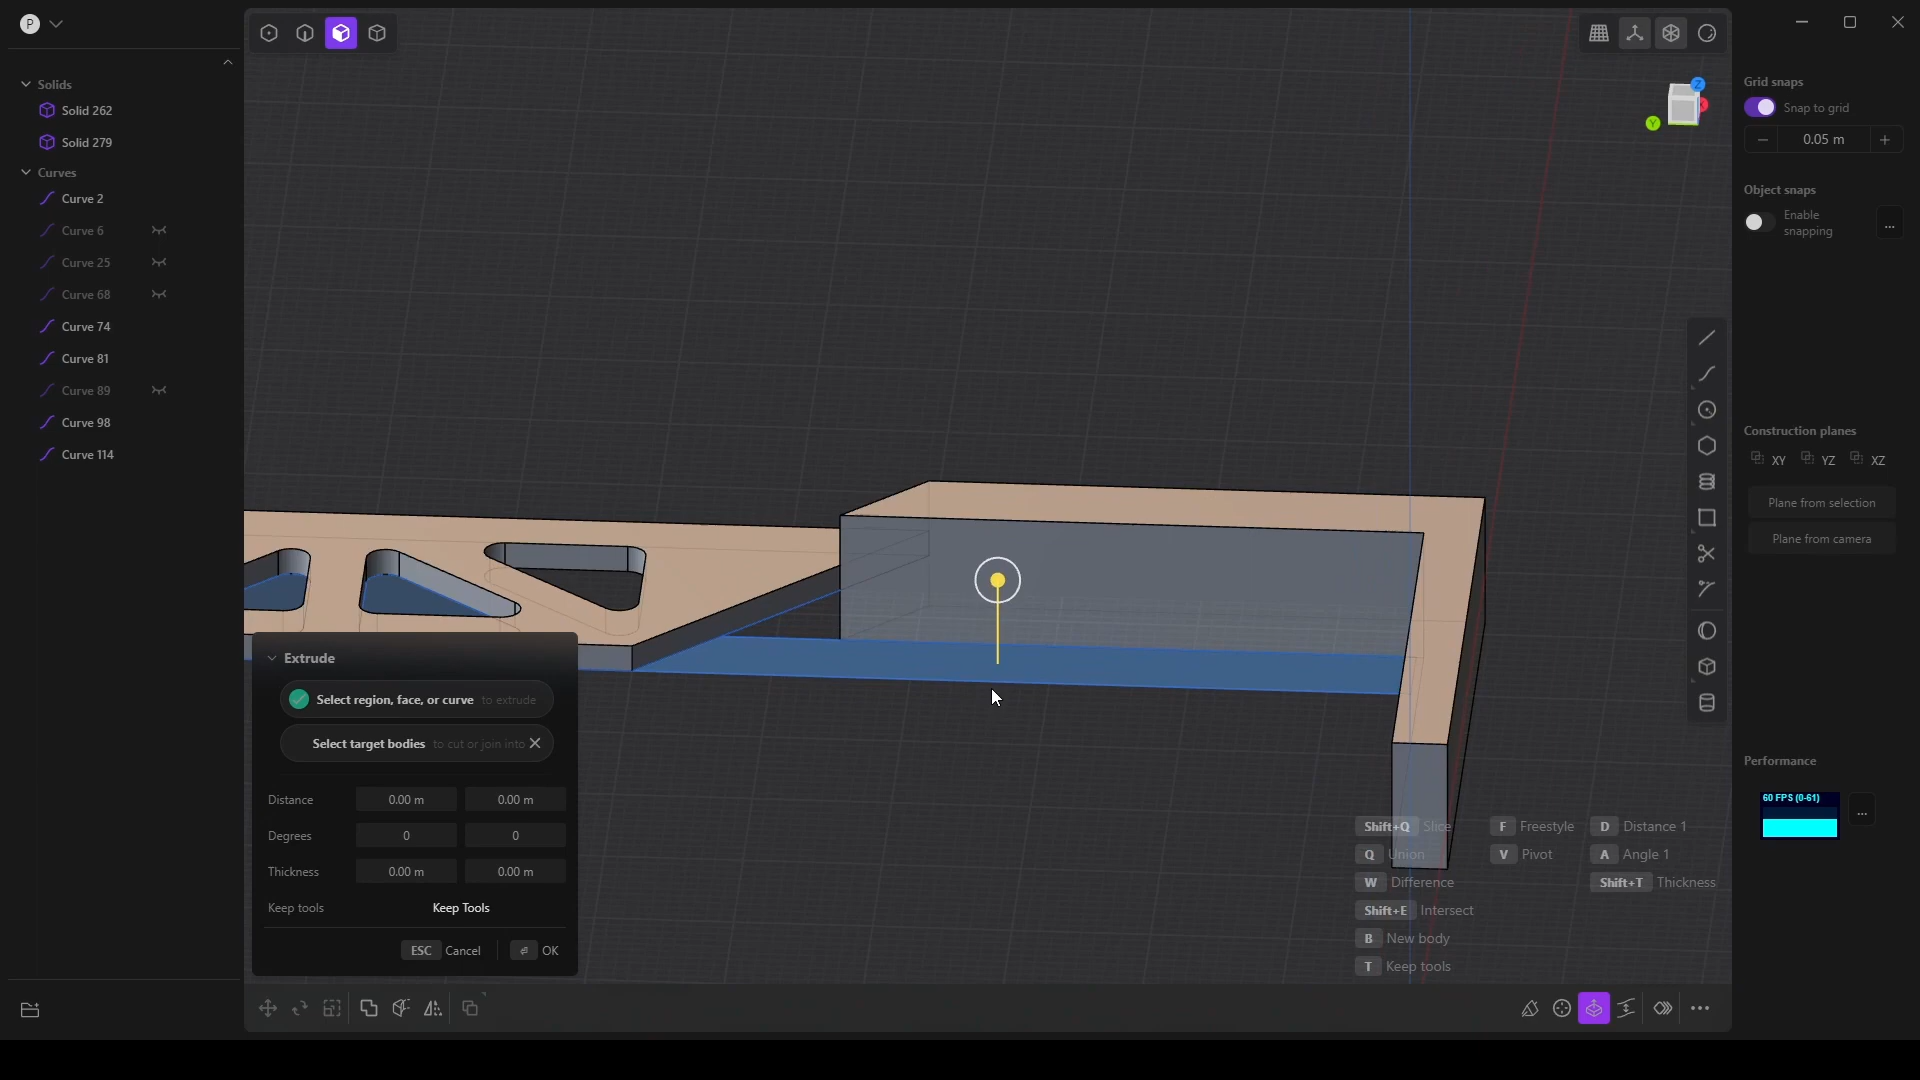 P
Solids
Solid 262
Solid 279
Curves
Curve 2
Curve 6
Curve 25
Curve 68
Curve 74
Curve 81
Curve 89
Curve 98
Curve 114
Z
Y
Grid snaps
Snap to grid
0.05 m
Object snaps
Enable
snapping
...
Construction planes
XY YZ XZ
Plane from selection
Plane from camera
Performance
60 FPS (0-61)
...
Extrude
Select region, face, or curve to extrude
Select target bodies to cut or join into
Distance 0.00 m 0.00 m
Degrees 0 0
Thickness 0.00 m 0.00 m
Keep tools Keep Tools
ESC Cancel OK
Shift+Q Slice F Freestyle D Distance 1
Q Union V Pivot A Angle 1
W Difference Shift+T Thickness
Shift+E Intersect
B New body
T Keep tools